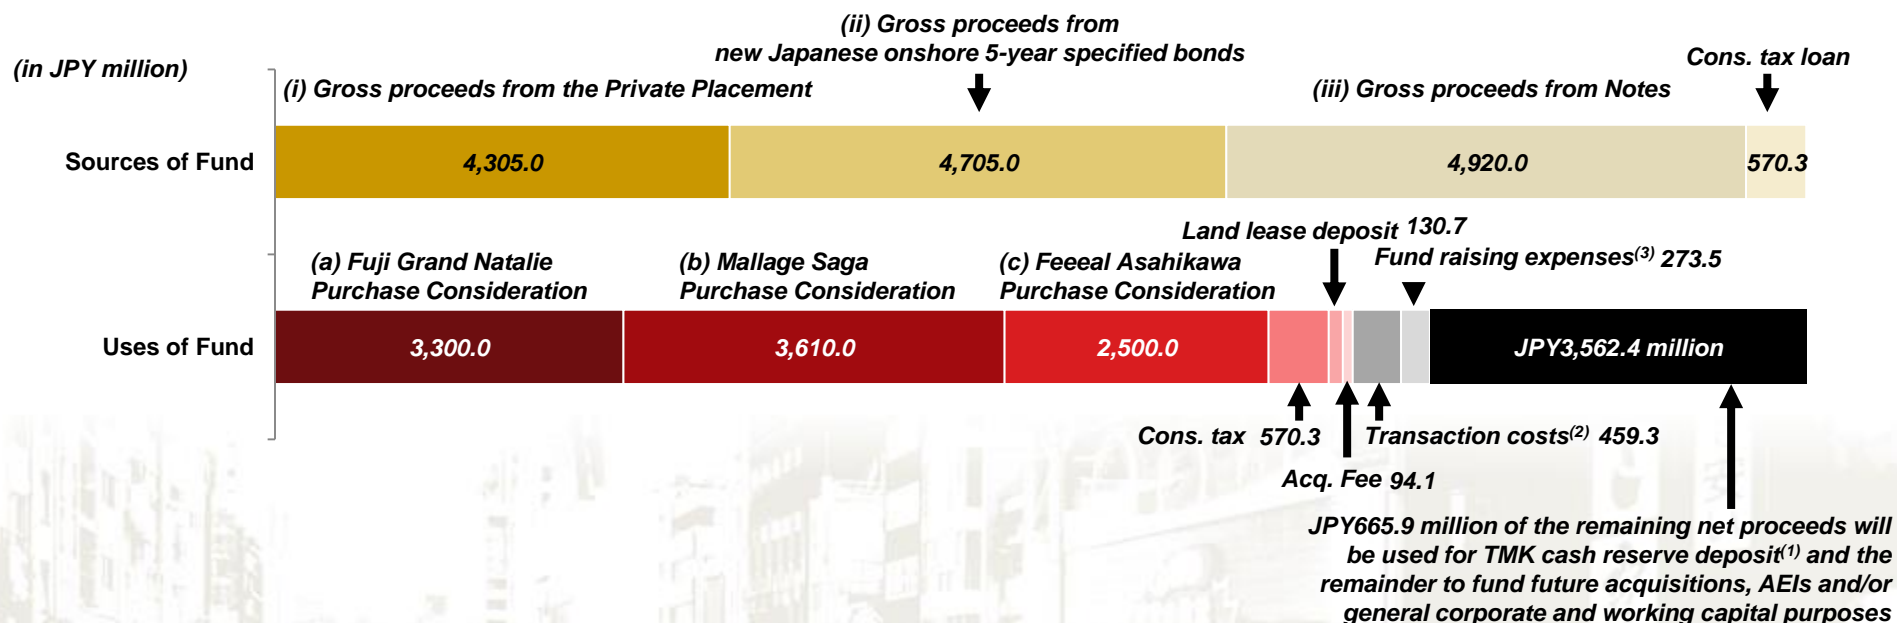 (ii) Gross proceeds from
new Japanese onshore 5-year specified bonds
(in JPY million)
Cons. tax loan
(i) Gross proceeds from the Private Placement
(iii) Gross proceeds from Notes
Sources of Fund
4,305.0
4,705.0
4,920.0
570.3
Land lease deposit 130.7
Fund raising expenses(3) 273.5
(a) Fuji Grand Natalie
Purchase Consideration
(b) Mallage Saga
Purchase Consideration
(c) Feeeal Asahikawa
Purchase Consideration
Uses of Fund
3,300.0
3,610.0
2,500.0
JPY3,562.4 million
Cons. tax 570.3
Transaction costs(2) 459.3
Acq. Fee 94.1
JPY665.9 million of the remaining net proceeds will
be used for TMK cash reserve deposit(1) and the
remainder to fund future acquisitions, AEIs and/or
general corporate and working capital purposes